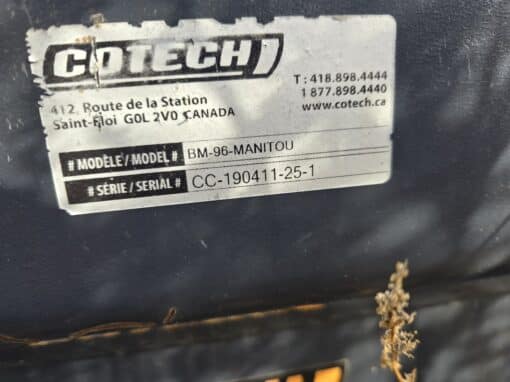 COTECH
412, Route de la Station
Saint-Éloi G0L 2V0 CANADA
T : 418.898.4444
1 877.898.4440
www.cotech.ca
# MODÈLE / MODEL # BM-96-MANITOU
# SÉRIE / SERIAL # CC-190411-25-1